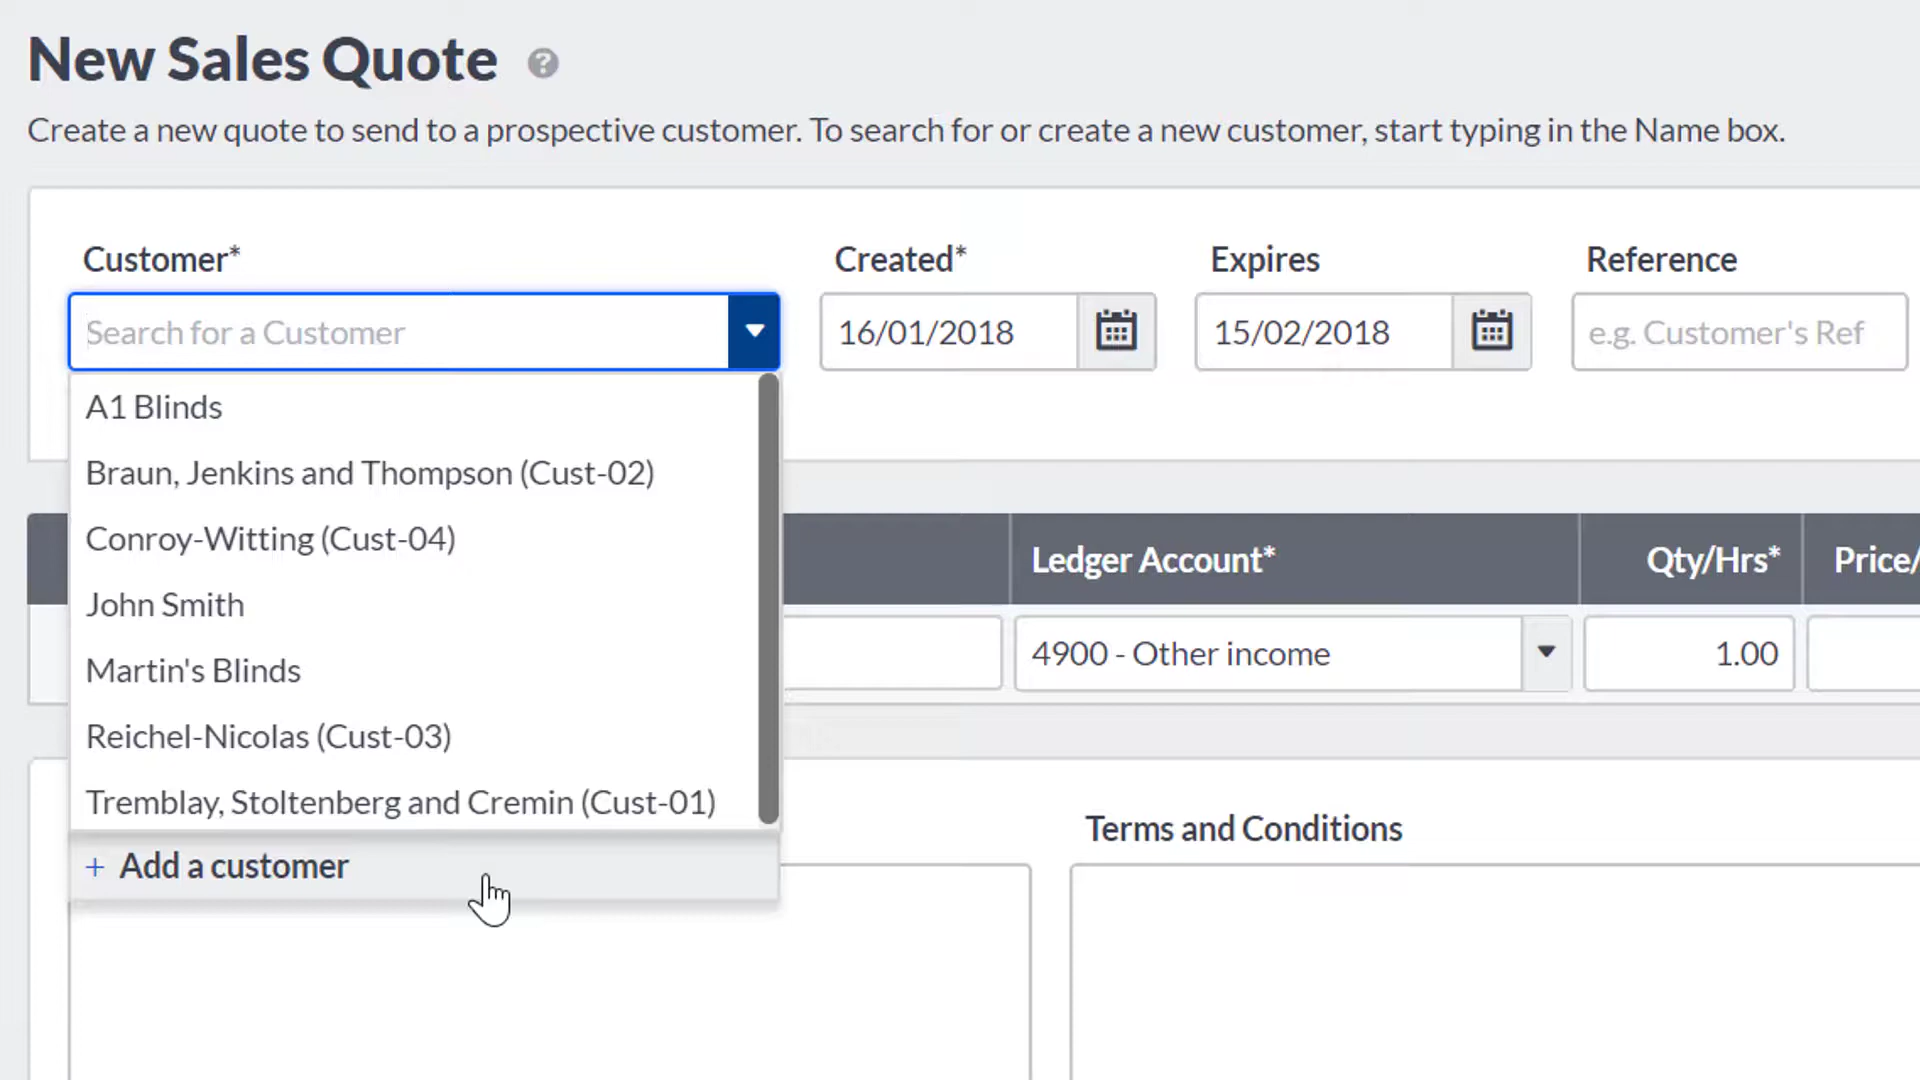 New Sales Quote ?
Create a new quote to send to a prospective customer. To search for or create a new customer, start typing in the Name box.
Customer* Created* Expires Reference
Search for a Customer 16/01/2018 15/02/2018 e.g. Customer's Ref
A1 Blinds
Braun, Jenkins and Thompson (Cust-02)
Conroy-Witting (Cust-04)
Ledger Account* Qty/Hrs* Price/
John Smith
4900 - Other income 1.00
Martin's Blinds
Reichel-Nicolas (Cust-03)
Tremblay, Stoltenberg and Cremin (Cust-01)
Terms and Conditions
+ Add a customer